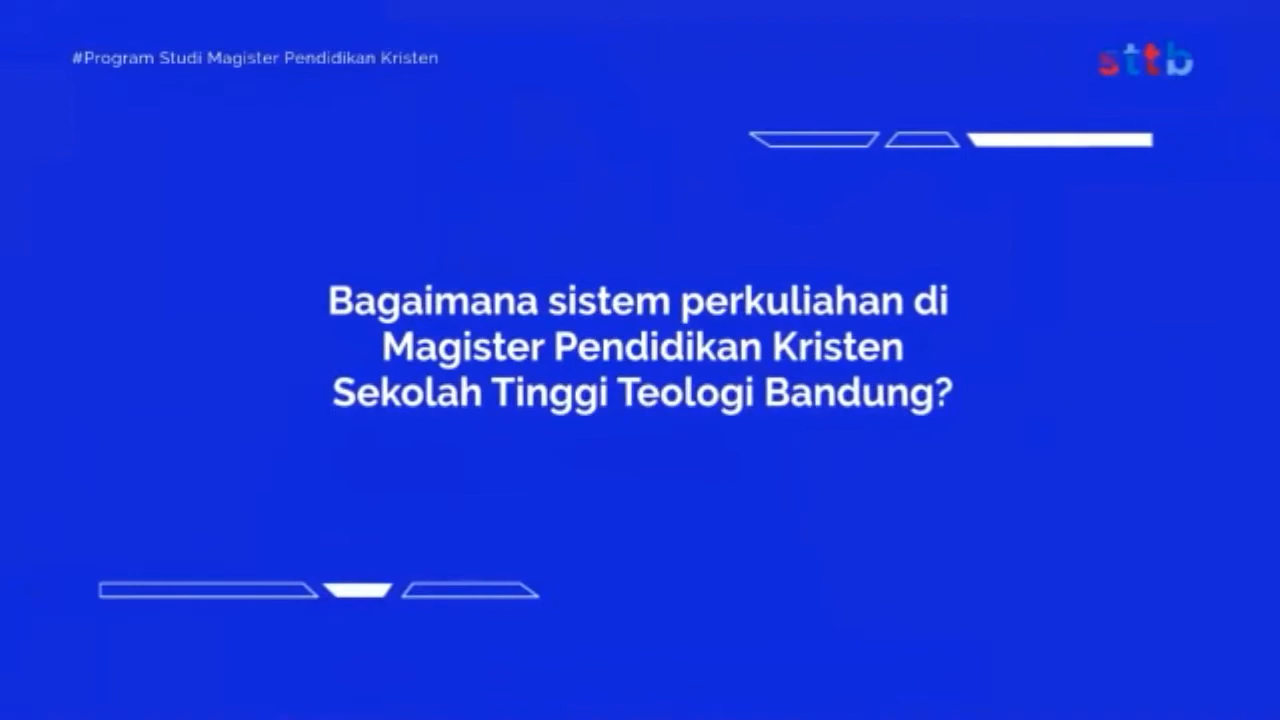 #Program Studi Magister Pendidikan Kristen
sttb
Bagaimana sistem perkuliahan di
Magister Pendidikan Kristen
Sekolah Tinggi Teologi Bandung?